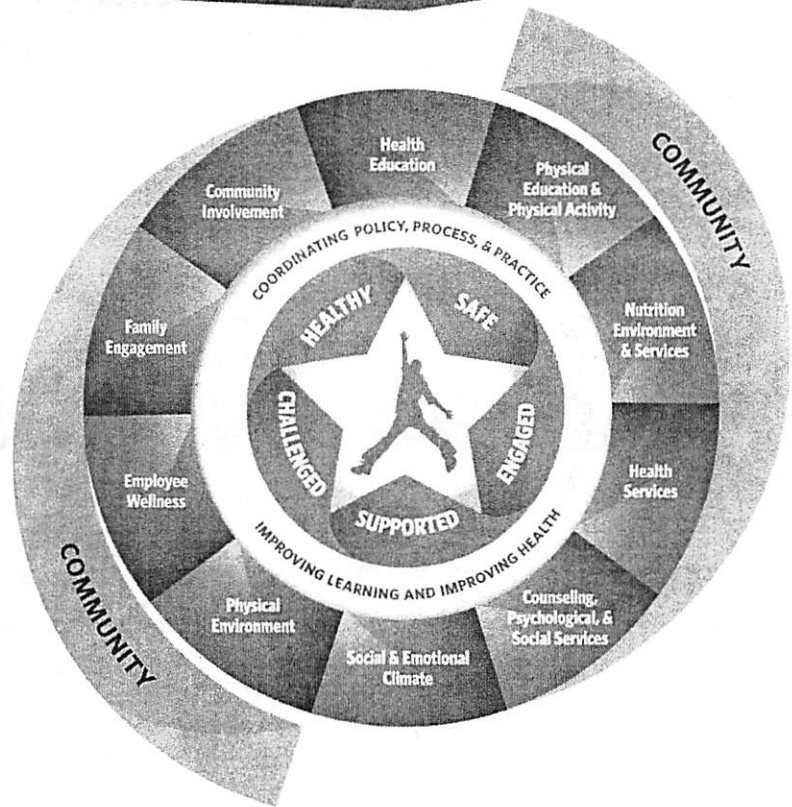 COMMUNITY
Health
Education
Physical
Education &
Physical Activity
Nutrition
Environment
& Services
Health
Services
Counseling,
Psychological, &
Social Services
Social & Emotional
Climate
Physical
Environment
Employee
Wellness
Family
Engagement
Community
Involvement
COORDINATING POLICY, PROCESS, & PRACTICE
IMPROVING LEARNING AND IMPROVING HEALTH
HEALTHY
SAFE
ENGAGED
SUPPORTED
CHALLENGED
COMMUNITY